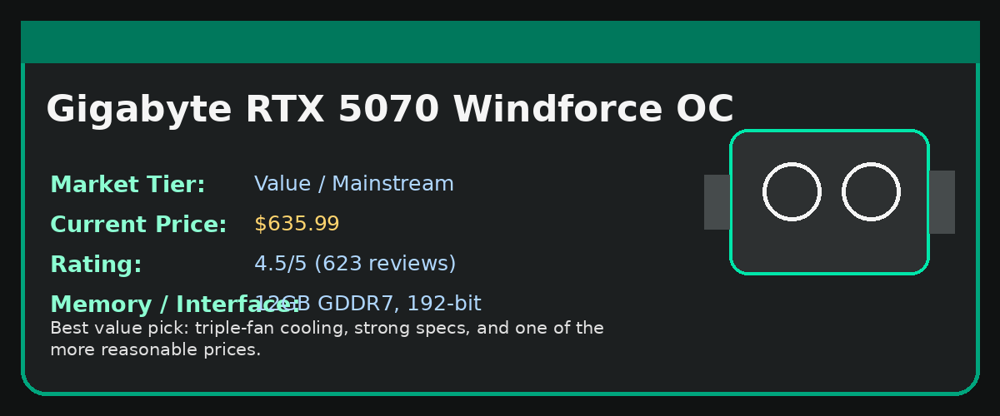 Gigabyte RTX 5070 Windforce OC
Market Tier: Value / Mainstream
Current Price: $635.99
Rating: 4.5/5 (623 reviews)
Memory / Interface: 12GB GDDR7, 192-bit
Best value pick: triple-fan cooling, strong specs, and one of the
more reasonable prices.